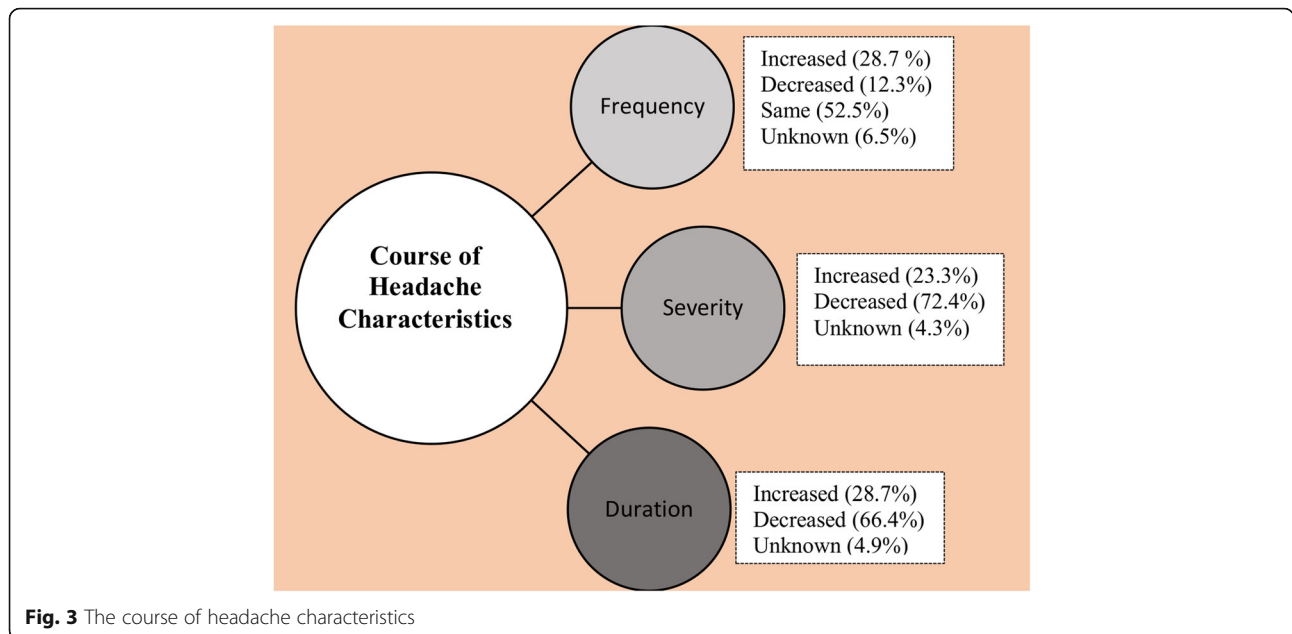 Course of
Headache
Characteristics
Frequency
Increased (28.7 %)
Decreased (12.3%)
Same (52.5%)
Unknown (6.5%)
Severity
Increased (23.3%)
Decreased (72.4%)
Unknown (4.3%)
Duration
Increased (28.7%)
Decreased (66.4%)
Unknown (4.9%)
Fig. 3 The course of headache characteristics